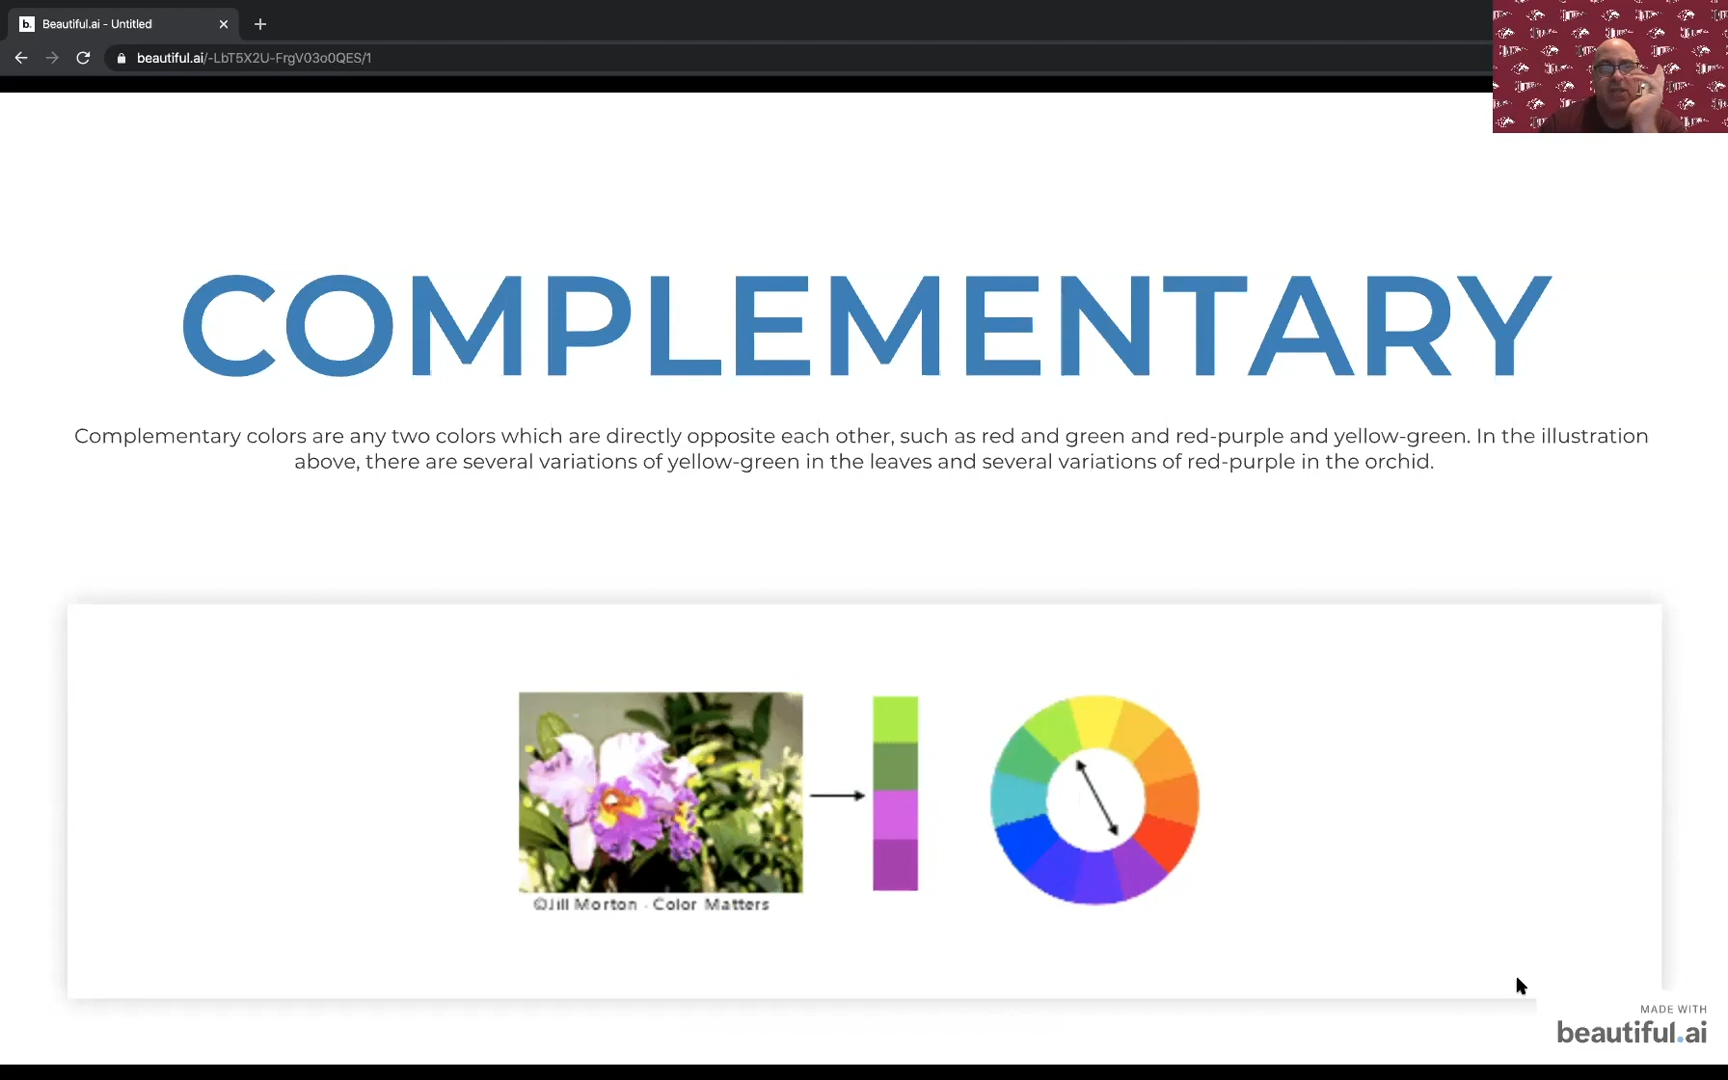 b. Beautiful.ai - Untitled
beautiful.ai/-LbT5X2U-FrgV03o0QES/1
COMPLEMENTARY
Complementary colors are any two colors which are directly opposite each other, such as red and green and red-purple and yellow-green. In the illustration
above, there are several variations of yellow-green in the leaves and several variations of red-purple in the orchid.
©Jill Morton - Color Matters
MADE WITH
beautiful.ai